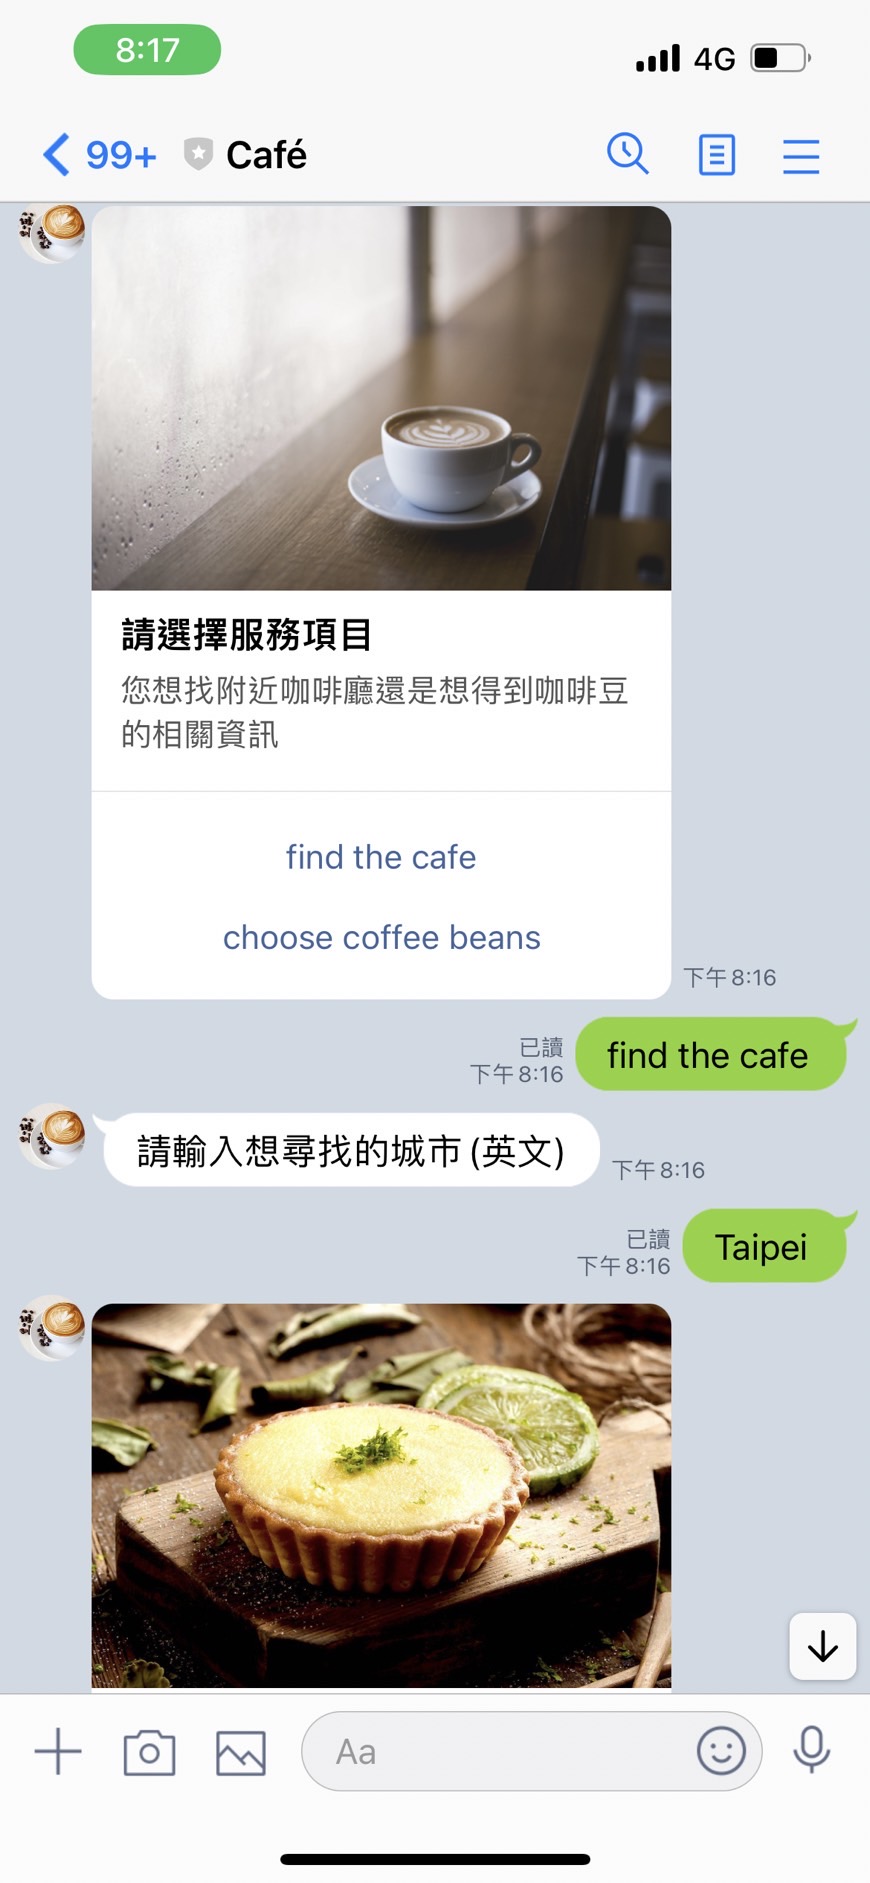 8:17
4G
99+
Café
請選擇服務項目
您想找附近咖啡廳還是想得到咖啡豆
的相關資訊
find the cafe
choose coffee beans
下午 8:16
已讀
下午 8:16
find the cafe
請輸入想尋找的城市 (英文)
下午 8:16
已讀
下午 8:16
Taipei
Aa